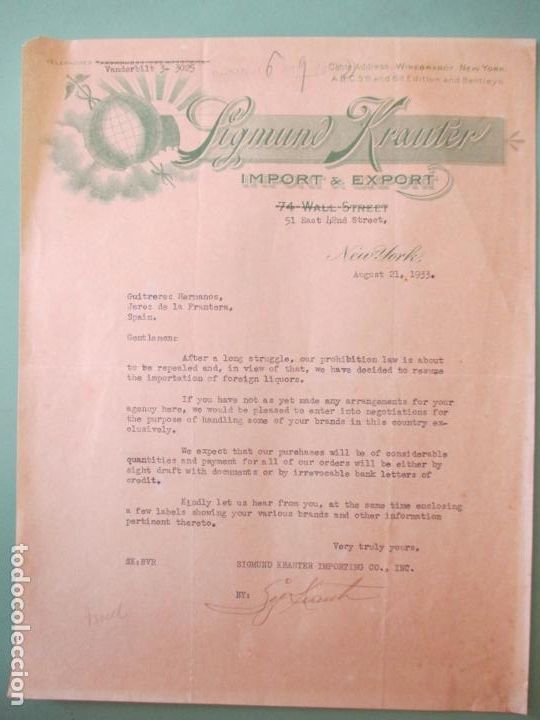 Vanderbilt 3-3025
6 9
Cable Address: Winebrandt, New York
A.B.C. 5th and 6th Edition and Bentleys
Sigmund Krauter
IMPORT & EXPORT
74 WALL STREET
51 East 42nd Street,
New York,
August 21, 1933.
Guitreres Hermanos,
Jeres de la Frantera,
Spain.
Gentlemen:
After a long struggle, our prohibition law is about
to be repealed and, in view of that, we have decided to resume
the importation of foreign liquors.
If you have not as yet made any arrangements for your
agency here, we would be pleased to enter into negotiations for
the purpose of handling some of your brands in this country ex-
clusively.
We expect that our purchases will be of considerable
quantities and payment for all of our orders will be either by
sight draft with documents or by irrevocable bank letters of
credit.
Kindly let us hear from you, at the same time enclosing
a few labels showing your various brands and other information
pertinent thereto.
Very truly yours,
SK:BVR SIGMUND KRAUTER IMPORTING CO., INC.
BY:
todocoleccion